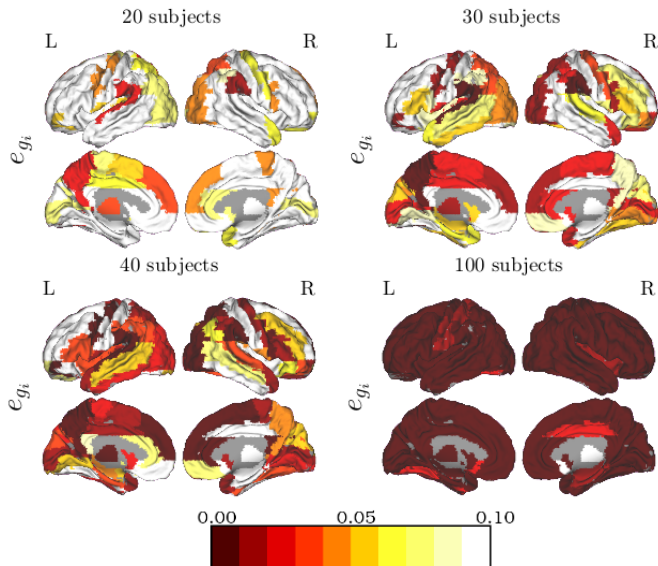 20 subjects
30 subjects
L
R
L
R
e_{g_i}
e_{g_i}
40 subjects
100 subjects
L
R
L
R
e_{g_i}
e_{g_i}
0.00
0.05
0.10